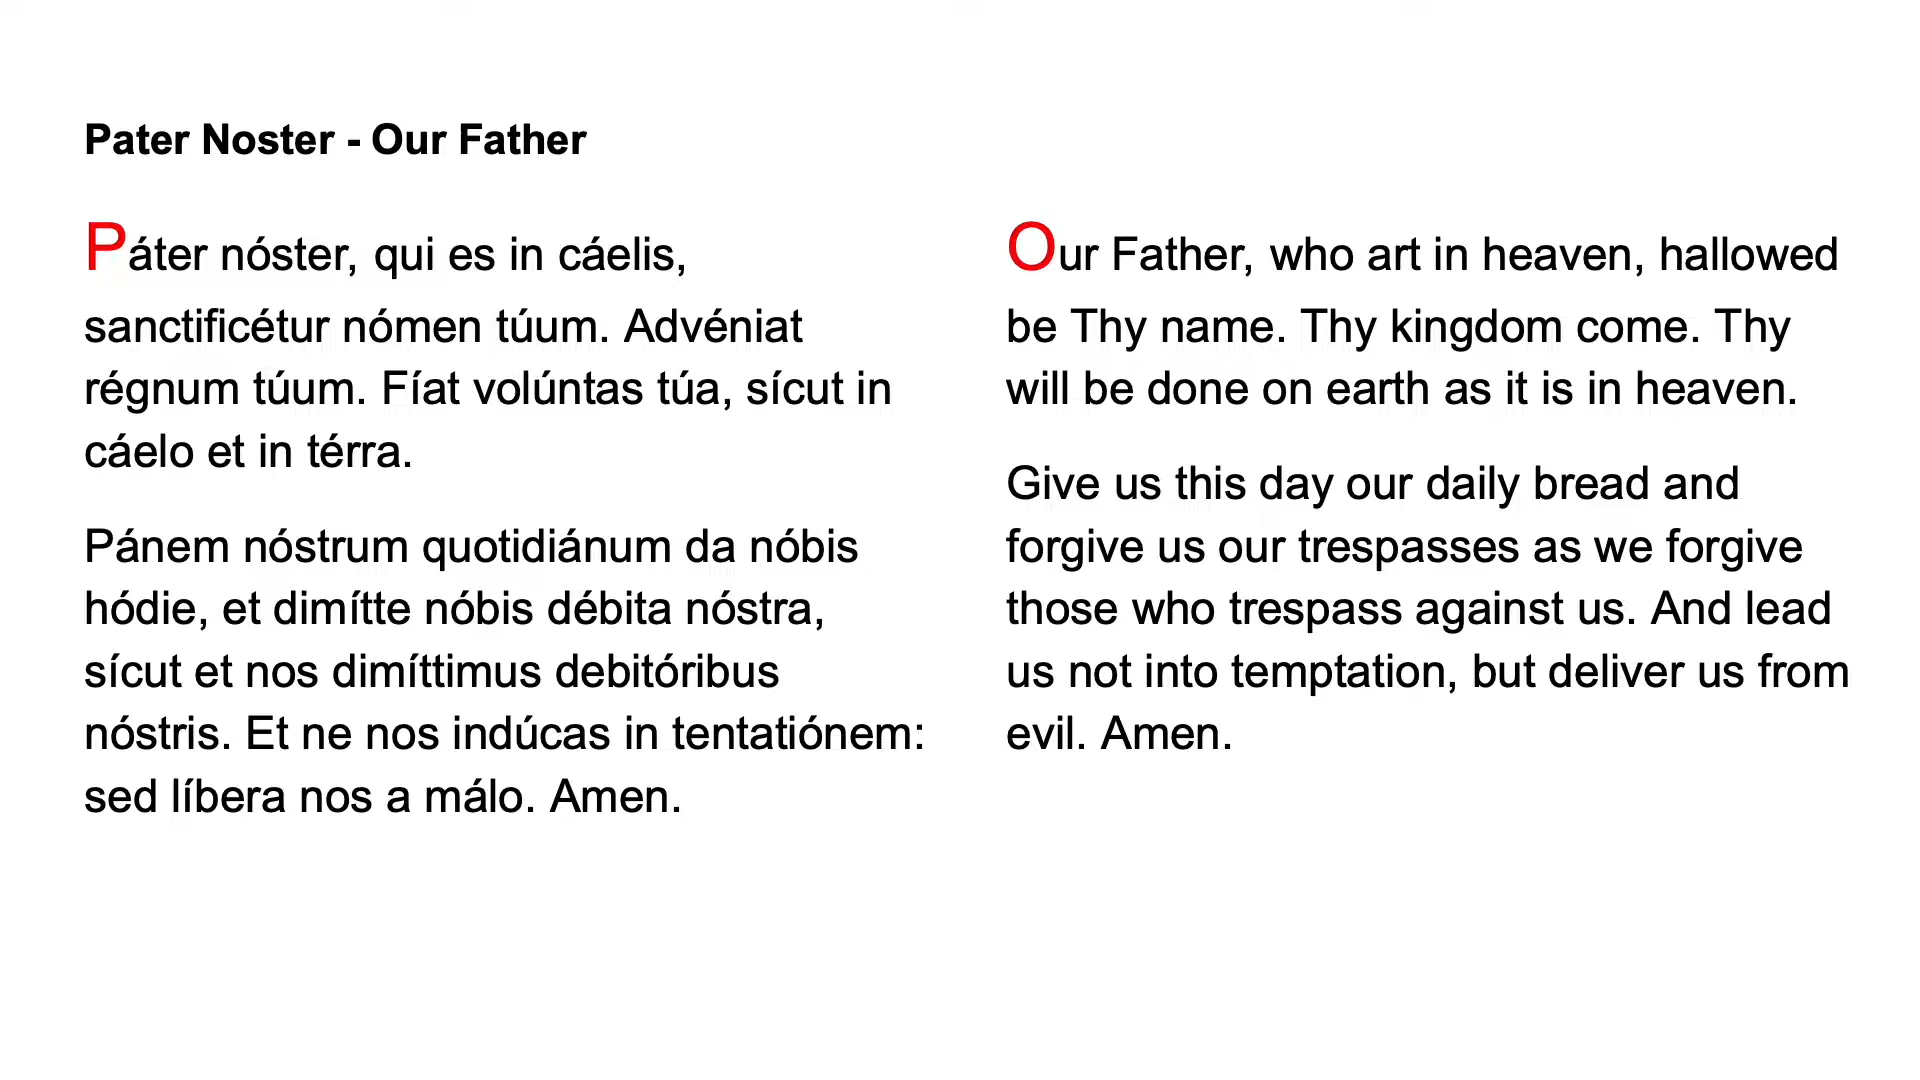 Pater Noster - Our Father
Páter nóster, qui es in cáelis,
sanctificétur nómen túum. Advéniat
régnum túum. Fíat volúntas túa, sícut in
cáelo et in térra.
Pánem nóstrum quotidiánum da nóbis
hódie, et dimítte nóbis débita nóstra,
sícut et nos dimíttimus debitóribus
nóstris. Et ne nos indúcas in tentatiónem:
sed líbera nos a málo. Amen.
Our Father, who art in heaven, hallowed
be Thy name. Thy kingdom come. Thy
will be done on earth as it is in heaven.
Give us this day our daily bread and
forgive us our trespasses as we forgive
those who trespass against us. And lead
us not into temptation, but deliver us from
evil. Amen.